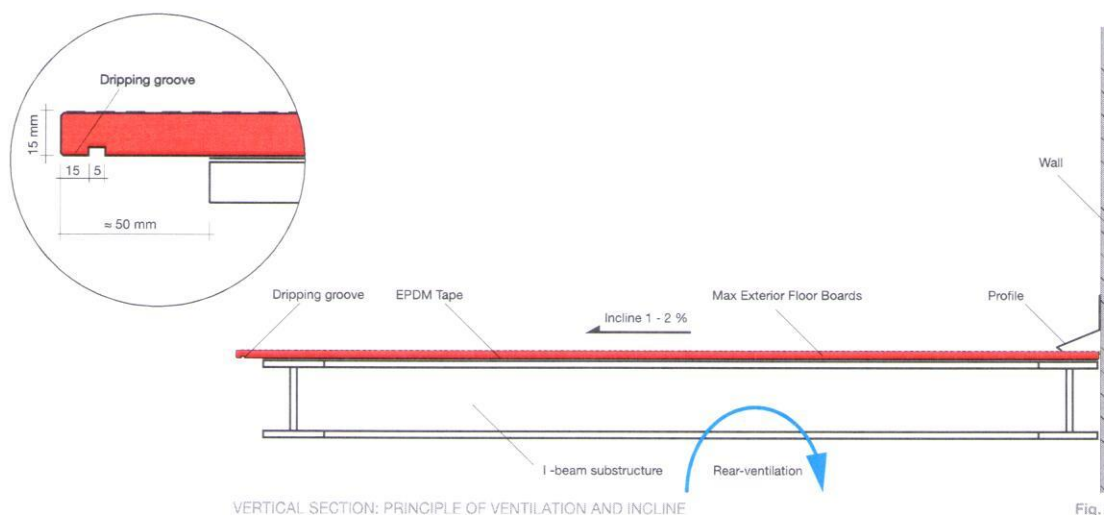 Dripping groove
15 mm
15
5
≈ 50 mm
Wall
Dripping groove
EPDM Tape
Incline 1 - 2 %
Max Exterior Floor Boards
Profile
I -beam substructure
Rear-ventilation
VERTICAL SECTION: PRINCIPLE OF VENTILATION AND INCLINE
Fig.